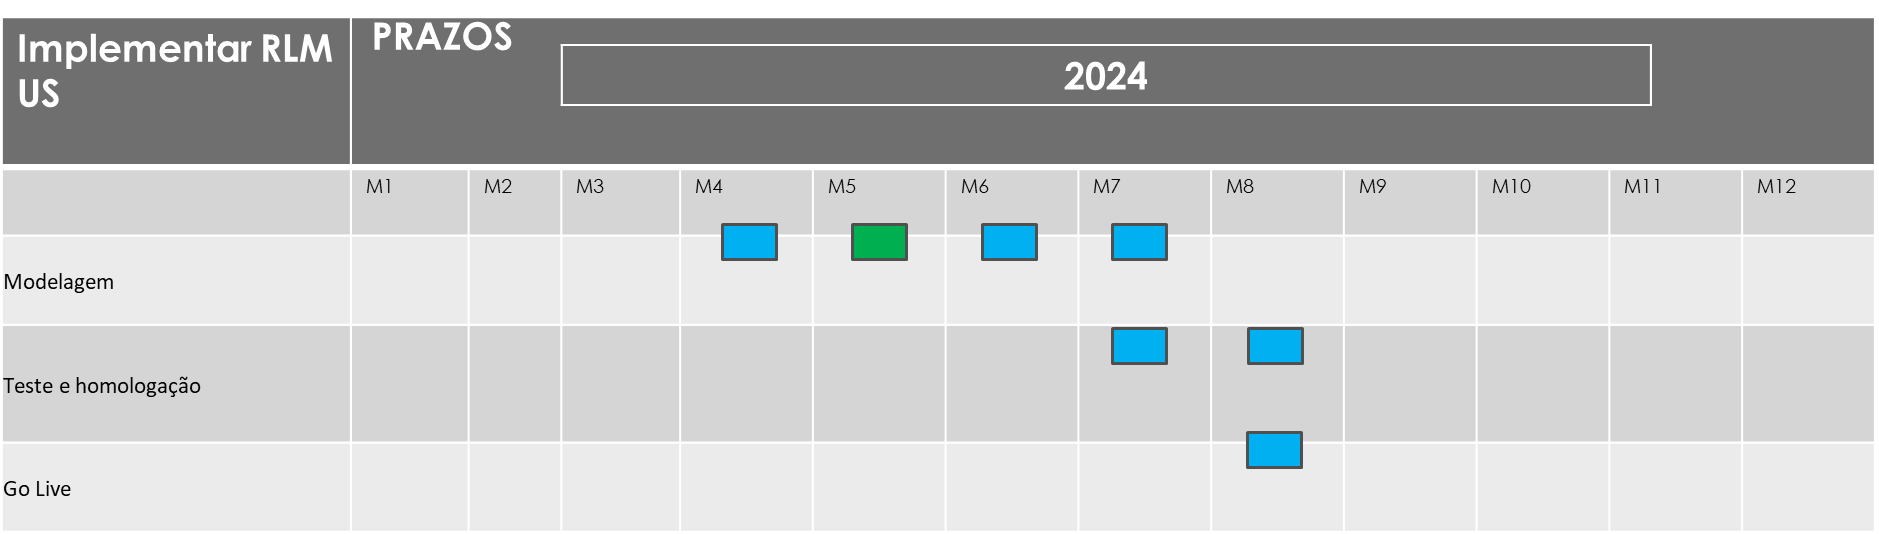 Implementar RLM
US
PRAZOS
2024
M1 M2 M3 M4 M5 M6 M7 M8 M9 M10 M11 M12
Modelagem
Teste e homologação
Go Live